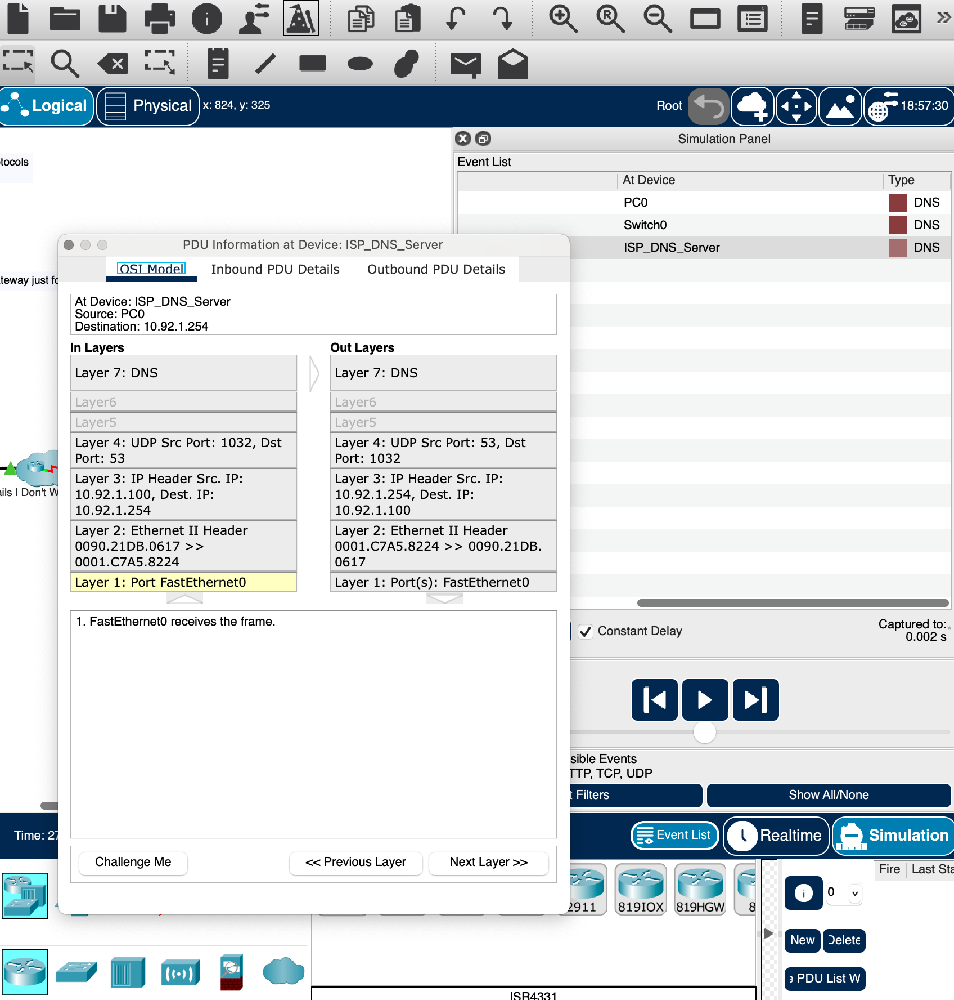 Logical
Physical
x: 824, y: 325
Root
18:57:30
Simulation Panel
tocols
Event List
At Device
Type
PC0
DNS
Switch0
DNS
ISP_DNS_Server
DNS
PDU Information at Device: ISP_DNS_Server
OSI Model
Inbound PDU Details
Outbound PDU Details
teway just fo
At Device: ISP_DNS_Server
Source: PC0
Destination: 10.92.1.254
In Layers
Layer 7: DNS
Layer6
Layer5
Layer 4: UDP Src Port: 1032, Dst
Port: 53
Layer 3: IP Header Src. IP:
10.92.1.100, Dest. IP:
10.92.1.254
Layer 2: Ethernet II Header
0090.21DB.0617 >>
0001.C7A5.8224
Layer 1: Port FastEthernet0
Out Layers
Layer 7: DNS
Layer6
Layer5
Layer 4: UDP Src Port: 53, Dst
Port: 1032
Layer 3: IP Header Src. IP:
10.92.1.254, Dest. IP:
10.92.1.100
Layer 2: Ethernet II Header
0001.C7A5.8224 >> 0090.21DB.
0617
Layer 1: Port(s): FastEthernet0
ails I Don't W
1. FastEthernet0 receives the frame.
Challenge Me
<< Previous Layer
Next Layer >>
Constant Delay
Captured to:*
0.002 s
sible Events
TTP, TCP, UDP
t Filters
Show All/None
Time: 27
Event List
Realtime
Simulation
2911
819IOX
819HGW
8
0
Fire
Last Sta
New
Delete
e PDU List W
ISR4331